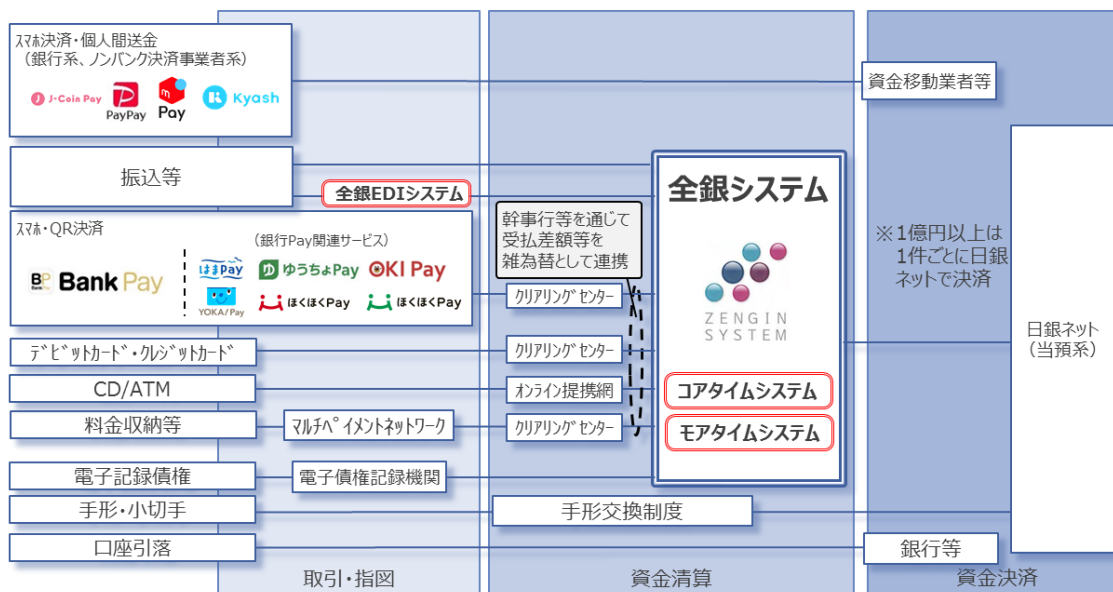 スマホ決済・個人間送金
（銀行系、ノンバンク決済事業者系）
J-Coin Pay
PayPay
m
Pay
Kyash
資金移動業者等
振込等
全銀EDIシステム
全銀システム
ZENGIN
SYSTEM
コアタイムシステム
モアタイムシステム
幹事行等を通じて
受払差額等を
雑為替として連携
※1億円以上は
1件ごとに日銀
ネットで決済
日銀ネット
（当預系）
スマホ・QR決済
（銀行Pay関連サービス）
BP
Bank Pay
はまPay
ゆうちょPay
OKI Pay
YOKA!Pay
ほくほくPay
ほくほくPay
クリアリングセンター
デビットカード・クレジットカード
クリアリングセンター
CD/ATM
オンライン提携網
料金収納等
マルチペイメントネットワーク
クリアリングセンター
電子記録債権
電子債権記録機関
手形・小切手
手形交換制度
口座引落
銀行等
取引・指図
資金清算
資金決済